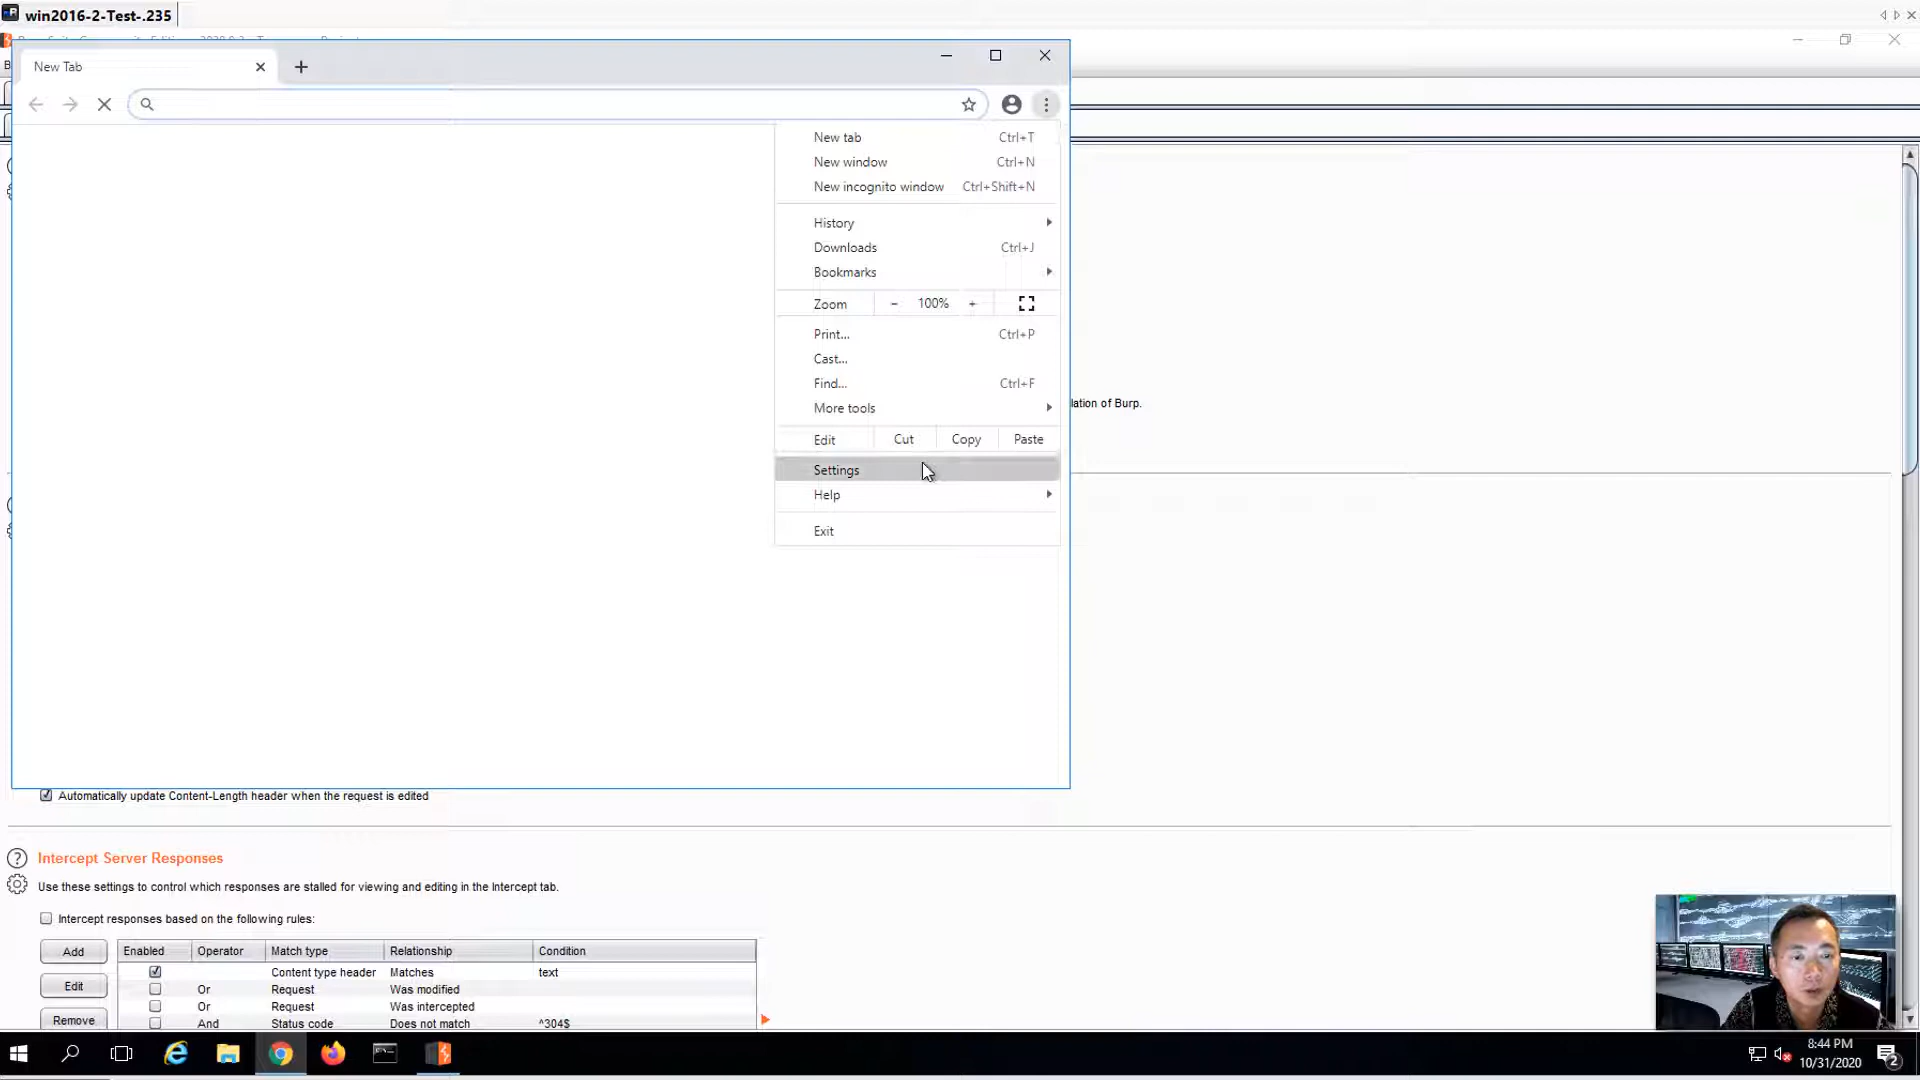 win2016-2-Test-.235
New Tab
New tab Ctrl+T
New window Ctrl+N
New incognito window Ctrl+Shift+N
History
Downloads Ctrl+J
Bookmarks
Zoom - 100% +
Print... Ctrl+P
Cast...
Find... Ctrl+F
More tools
Edit Cut Copy Paste
Settings
Help
Exit
lation of Burp.
Automatically update Content-Length header when the request is edited
Intercept Server Responses
Use these settings to control which responses are stalled for viewing and editing in the Intercept tab.
Intercept responses based on the following rules:
Add
Edit
Remove
Enabled Operator Match type Relationship Condition
Content type header Matches text
Or Request Was modified
Or Request Was intercepted
And Status code Does not match ^304$
8:44 PM
10/31/2020
2